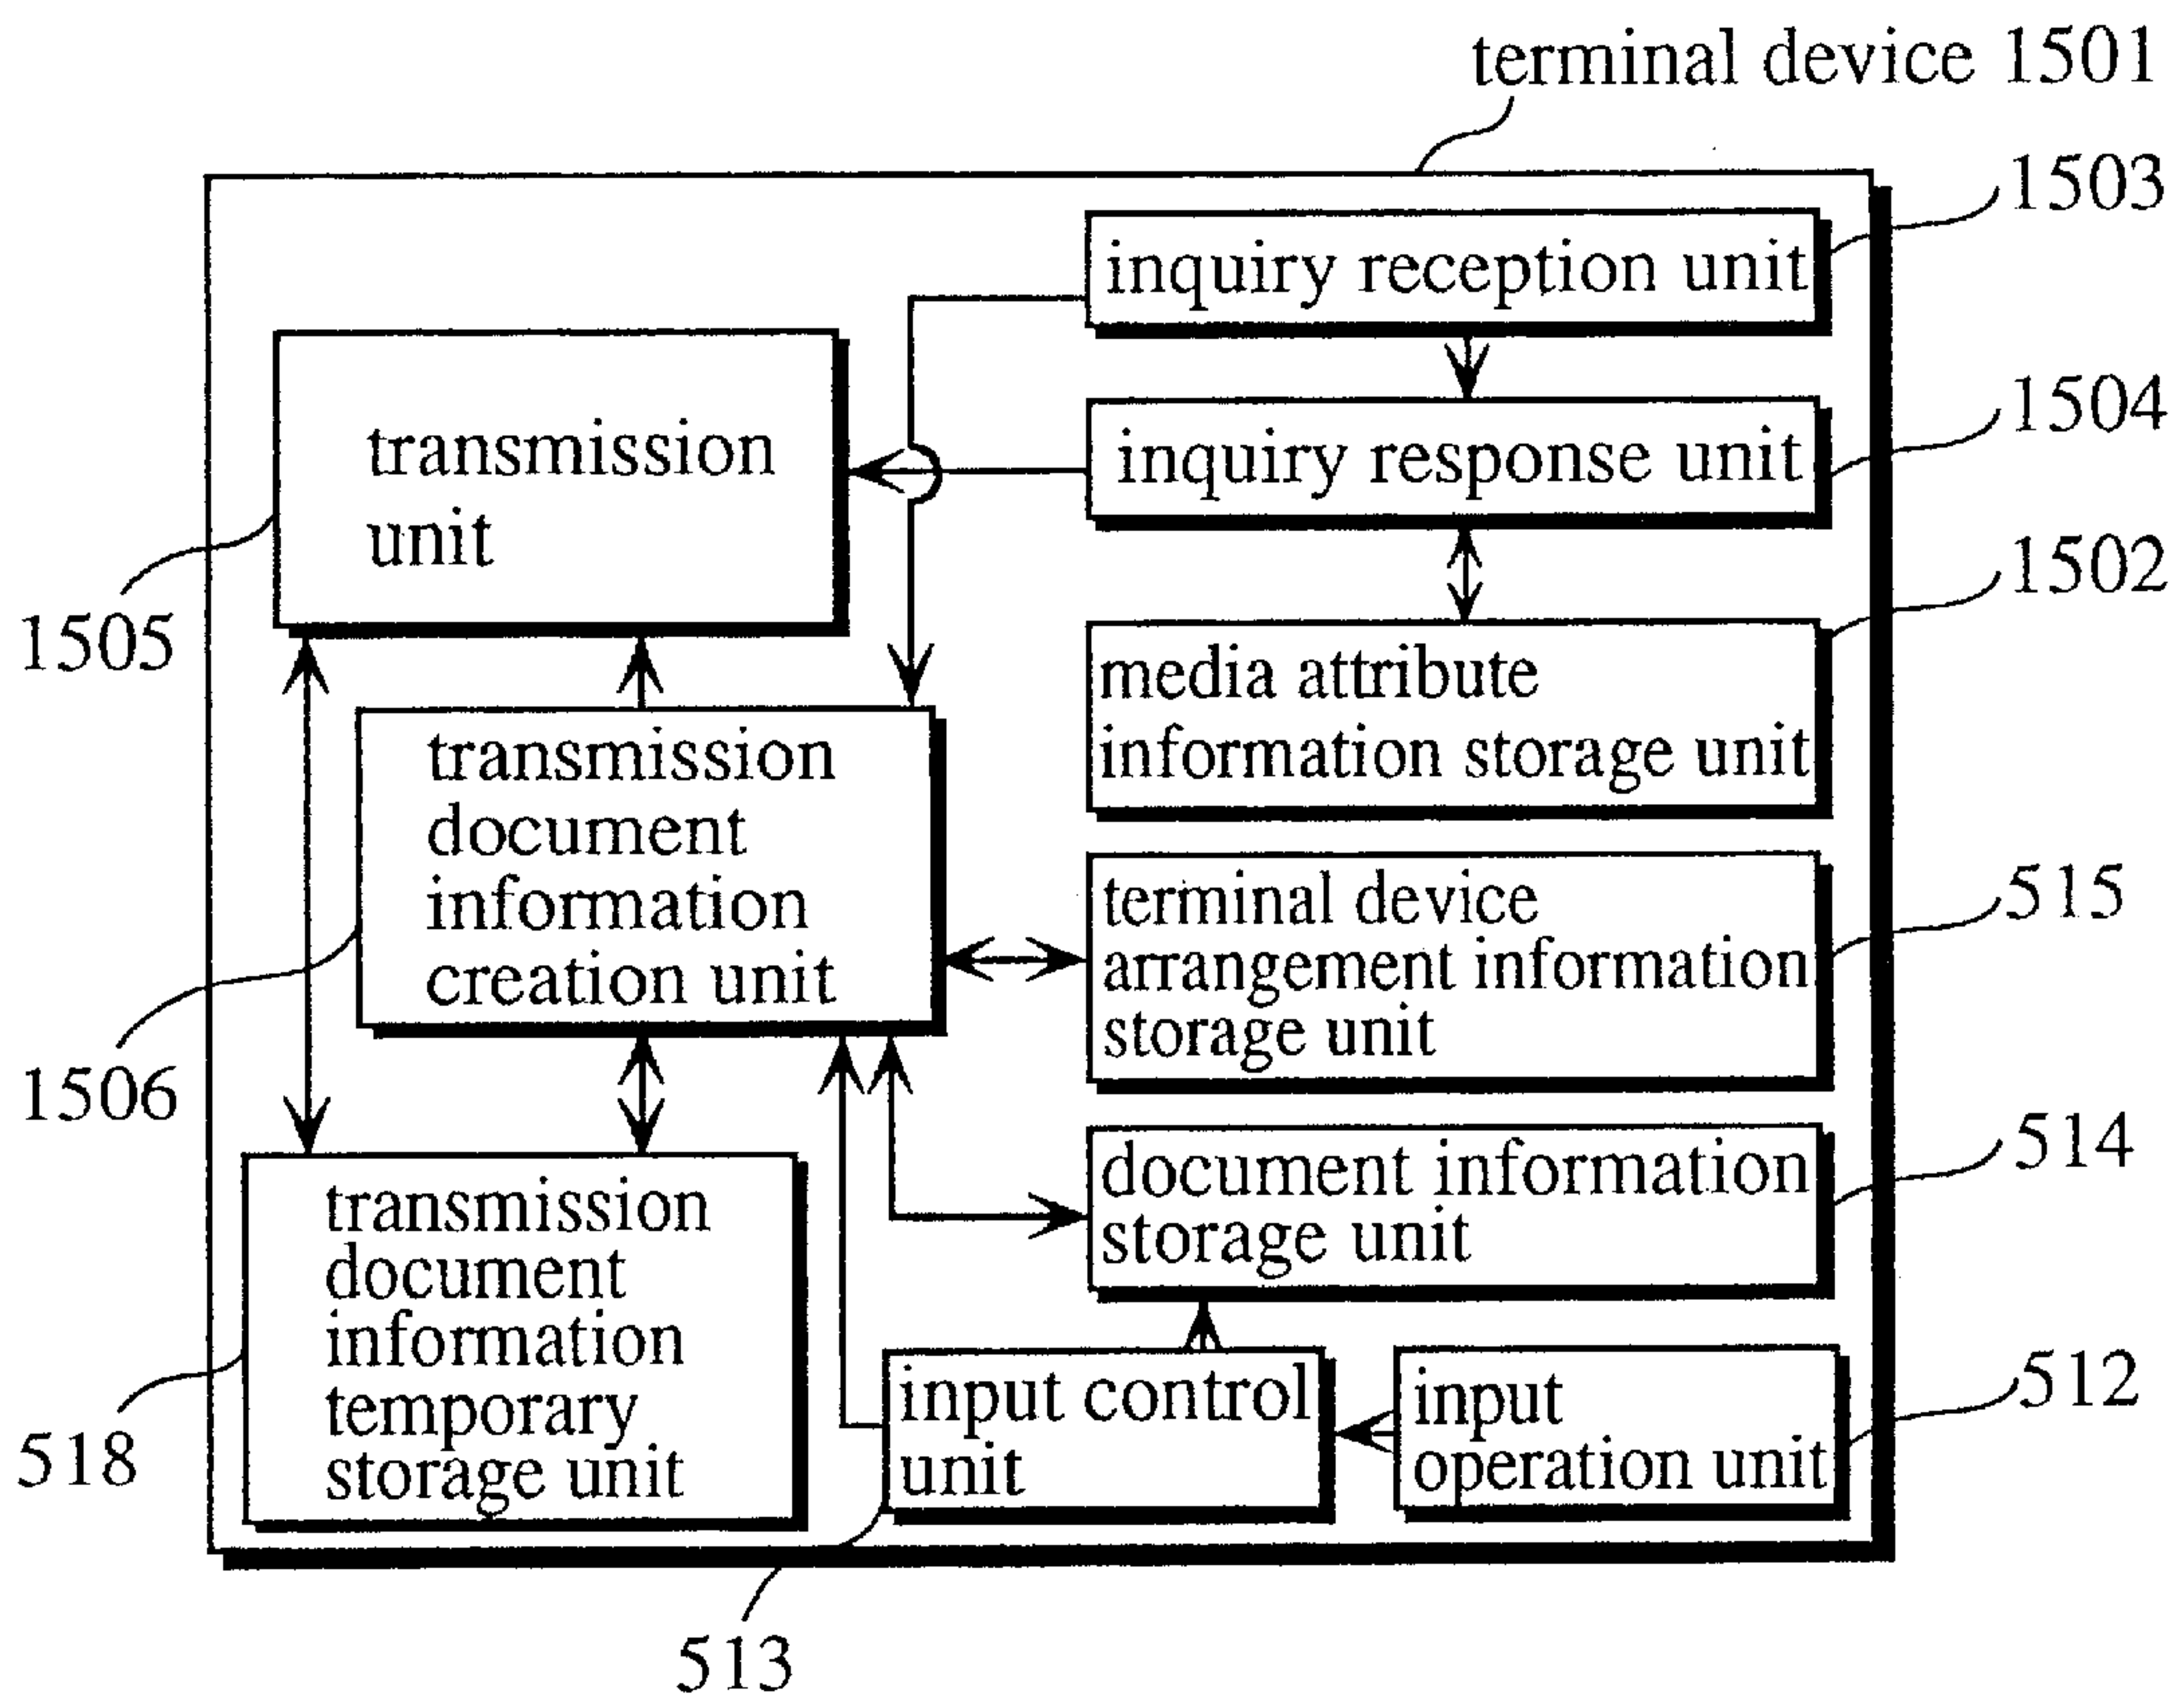 terminal device 1501
1503
inquiry reception unit
1504
inquiry response unit
transmission
unit
1505
1502
media attribute
information storage unit
transmission
document
information
creation unit
1506
515
terminal device
arrangement information
storage unit
514
document information
storage unit
transmission
document
information
temporary
storage unit
518
input control
unit
513
input
operation unit
512